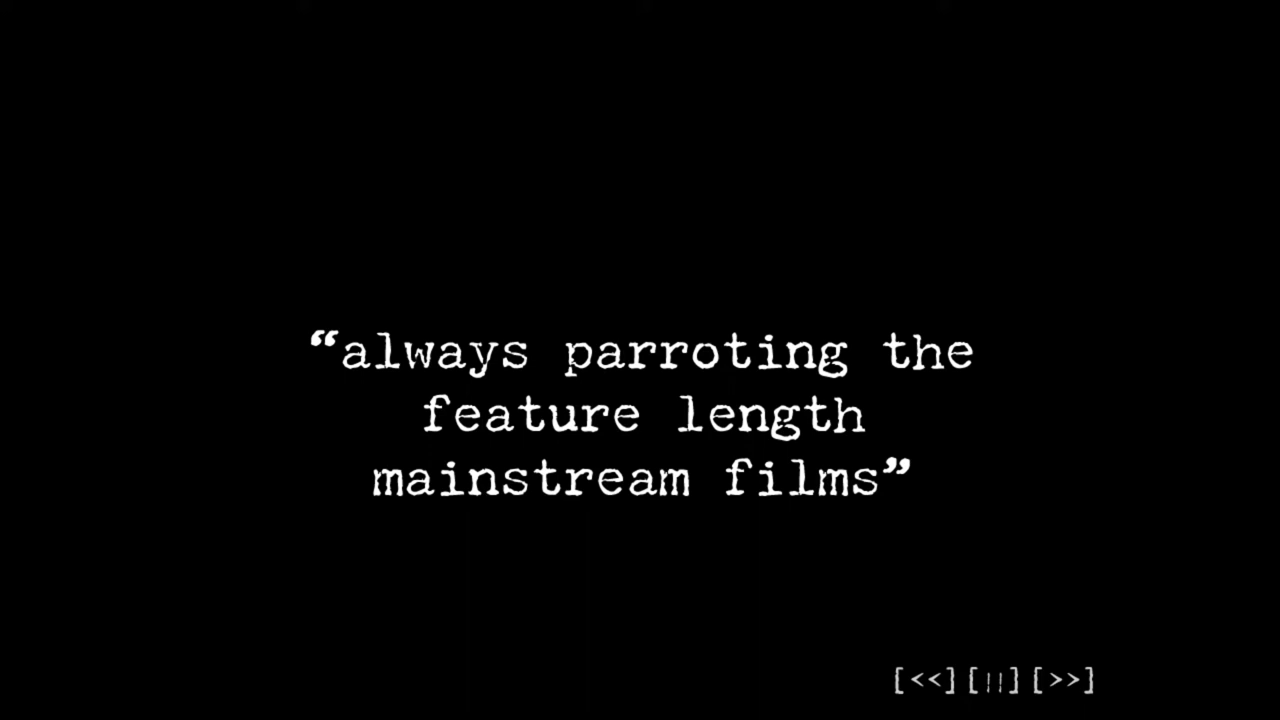 “always parroting the
feature length
mainstream films”
[<<][||][>>]